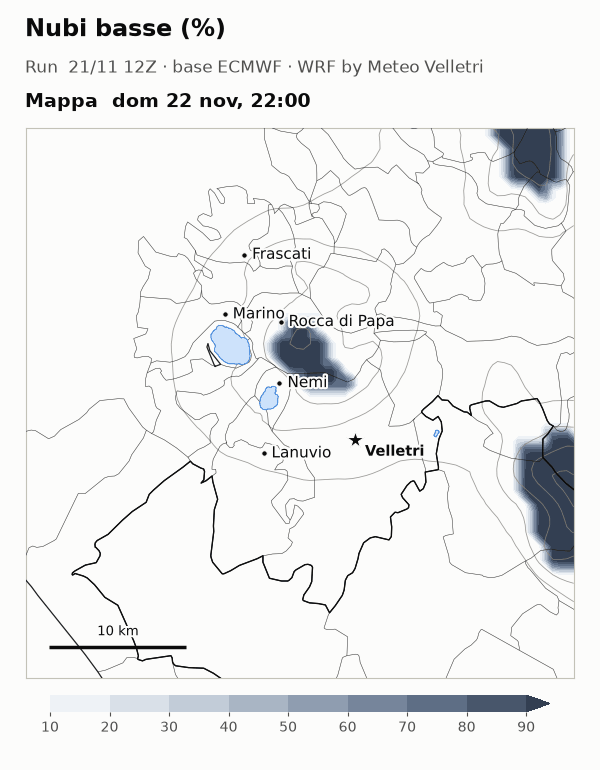 Nubi basse (%)
Run  21/11 12Z · base ECMWF · WRF by Meteo Velletri
Mappa  dom 22 nov, 22:00
Frascati
Marino
Rocca di Papa
Nemi
Velletri
Lanuvio
10 km
10 20 30 40 50 60 70 80 90